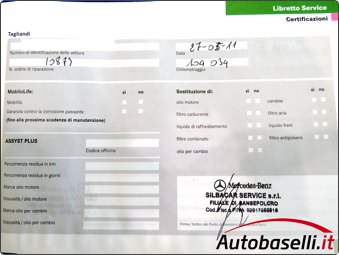 Libretto Service
Certificazioni
Tagliandi
Numero di identificazione della vettura
Data 27-05-11
10873
109 034
N. ordine di riparazione
Chilometraggio
MobiloLife: sì no
Sostituzione di: sì no sì no
Mobilità
olio motore
candele
Garanzia contro la corrosione passante
filtro carburante
filtro aria
(fino alla prossima scadenza di manutenzione)
liquido di raffreddamento
liquido freni
filtro combinato
filtro antipolvere
ASSYST PLUS
Codice officina
olio per cambio
Percorrenza residua in km
Percorrenza residua in giorni
Marca olio motore
Mercedes-Benz
Viscosità / olio motore
SILBACAR SERVICE s.r.l.
Marca olio per cambio
FILIALE DI SANSEPOLCRO
Viscosità / olio per cambio
Autobaselli.it